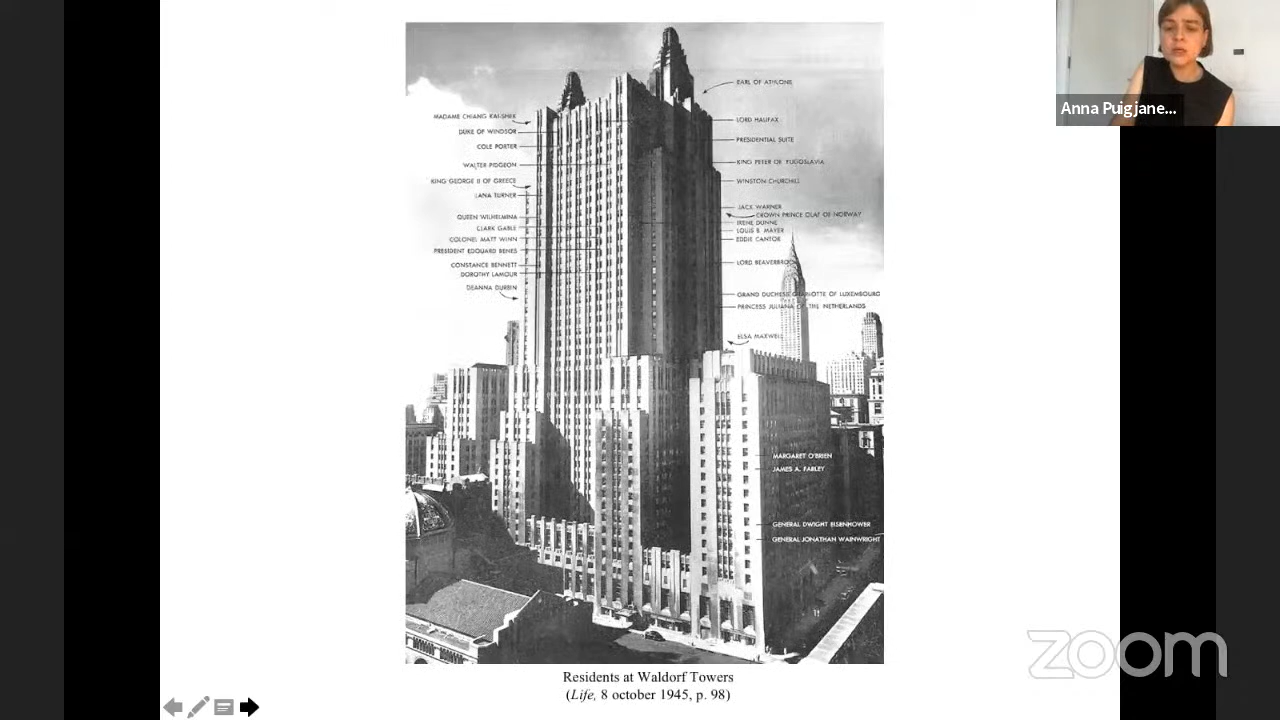 Anna Puigjane...
EARL OF ATHLONE
MADAME CHIANG KAI-SHEK
DUKE OF WINDSOR
COLE PORTER
WALTER PIDGEON
KING GEORGE II OF GREECE
LANA TURNER
QUEEN WILHELMINA
CLARK GABLE
COLONEL MATT WINN
PRESIDENT EDOUARD BENES
CONSTANCE BENNETT
DOROTHY LAMOUR
DEANNA DURBIN
LORD HALIFAX
PRESIDENTIAL SUITE
KING PETER OF YUGOSLAVIA
WINSTON CHURCHILL
JACK WARNER
CROWN PRINCE OLAF OF NORWAY
IRENE DUNNE
LOUIS B. MAYER
EDDIE CANTOR
LORD BEAVERBROOK
GRAND DUCHESS CHARLOTTE OF LUXEMBOURG
PRINCESS JULIANA OF THE NETHERLANDS
ELSA MAXWELL
MARGARET O'BRIEN
JAMES A. FARLEY
GENERAL DWIGHT EISENHOWER
GENERAL JONATHAN WAINWRIGHT
zoom
Residents at Waldorf Towers
(Life, 8 october 1945, p. 98)